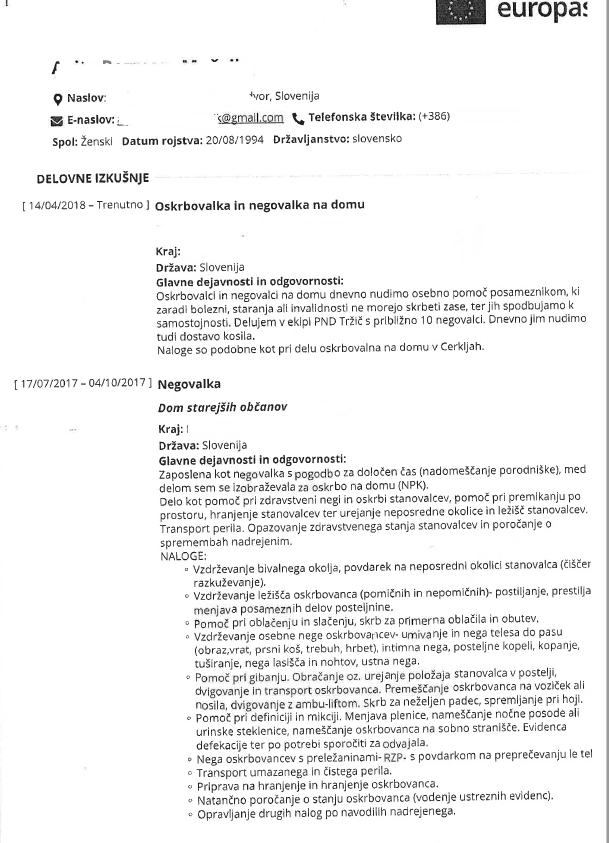 europas
Naslov: vor, Slovenija
E-naslov: @gmail.com Telefonska številka: (+386)
Spol: Ženski Datum rojstva: 20/08/1994 Državljanstvo: slovensko
DELOVNE IZKUŠNJE
[ 14/04/2018 – Trenutno ] Oskrbovalka in negovalka na domu
Kraj:
Država: Slovenija
Glavne dejavnosti in odgovornosti:
Oskrbovalci in negovalci na domu dnevno nudimo osebno pomoč posameznikom, ki
zaradi bolezni, staranja ali invalidnosti ne morejo skrbeti zase, ter jih spodbujamo k
samostojnosti. Delujem v ekipi PND Tržič s približno 10 negovalci. Dnevno jim nudimo
tudi dostavo kosila.
Naloge so podobne kot pri delu oskrbovalna na domu v Cerkljah.
[ 17/07/2017 – 04/10/2017 ] Negovalka
Dom starejših občanov
Kraj:
Država: Slovenija
Glavne dejavnosti in odgovornosti:
Zaposlena kot negovalka s pogodbo za določen čas (nadomeščanje porodniške), med
delom sem se izobraževala za oskrbo na domu (NPK).
Delo kot pomoč pri zdravstveni negi in oskrbi stanovalcev, pomoč pri premikanju po
prostoru, hranjenje stanovalcev ter urejanje neposredne okolice in ležišč stanovalcev.
Transport perila. Opazovanje zdravstvenega stanja stanovalcev in poročanje o
spremembah nadrejenim.
NALOGE:
◦ Vzdrževanje bivalnega okolja, povdarek na neposredni okolici stanovalca (čiščer
razkuževanje).
◦ Vzdrževanje ležišča oskrbovanca (pomičnih in nepomičnih)- postiljanje, prestilja
menjava posameznih delov posteljnine.
◦ Pomoč pri oblačenju in slačenju, skrb za primerna oblačila in obutev.
◦ Vzdrževanje osebne nege oskrbovancev- umivanje in nega telesa do pasu
(obraz,vrat, prsni koš, trebuh, hrbet), intimna nega, posteljne kopeli, kopanje,
tuširanje, nega lasišča in nohtov, ustna nega.
◦ Pomoč pri gibanju. Obračanje oz. urejanje položaja stanovalca v postelji,
dvigovanje in transport oskrbovanca. Premeščanje oskrbovanca na voziček ali
nosila, dvigovanje z ambu-liftom. Skrb za neželjen padec, spremljanje pri hoji.
◦ Pomoč pri definiciji in mikciji. Menjava plenice, nameščanje nočne posode ali
urinske steklenice, nameščanje oskrbovanca na sobno stranišče. Evidenca
defekacije ter po potrebi sporočiti za odvajala.
◦ Nega oskrbovancev s preležaninami- RZP- s povdarkom na preprečevanju le tel
◦ Transport umazanega in čistega perila.
◦ Priprava na hranjenje in hranjenje oskrbovanca.
◦ Natančno poročanje o stanju oskrbovanca (vodenje ustreznih evidenc).
◦ Opravljanje drugih nalog po navodilih nadrejenega.